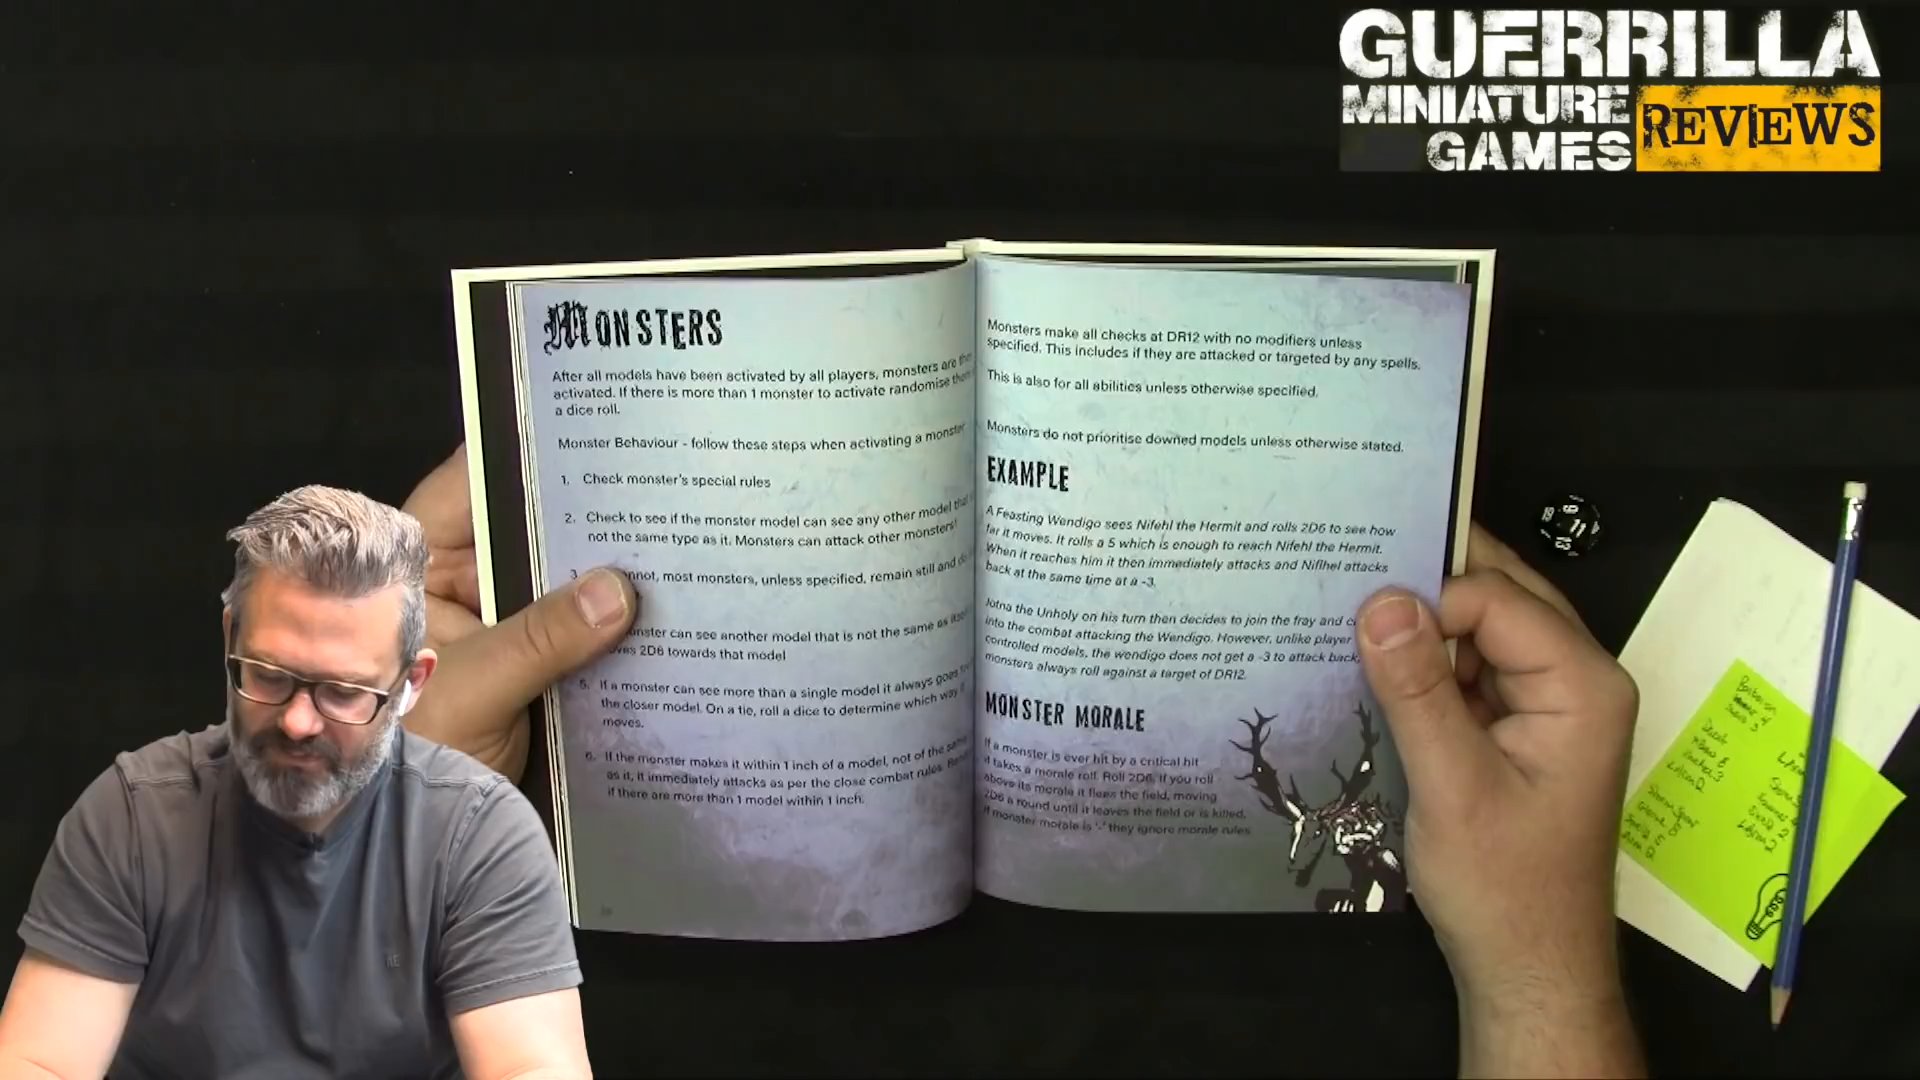 GUERRILLA
MINIATURE
GAMES
REVIEWS
MONSTERS
After all models have been activated by all players, monsters are
activated. If there is more than 1 monster to activate randomise
a dice roll.
Monster Behaviour - follow these steps when activating a monster
1. Check monster's special rules
2. Check to see if the monster model can see any other model
not the same type as it. Monsters can attack other monsters!
3. most monsters, unless specified, remain still and
monster can see another model that is not the same as
moves 2D6 towards that model
5. If a monster can see more than a single model it always goes
the closer model. On a tie, roll a dice to determine which way
moves.
6. If the monster makes it within 1 inch of a model, not of the same
as it, it immediately attacks as per the close combat rules.
if there are more than 1 model within 1 inch.
Monsters make all checks at DR12 with no modifiers unless
specified. This includes if they are attacked or targeted by any spells.
This is also for all abilities unless otherwise specified.
Monsters do not prioritise downed models unless otherwise stated.
EXAMPLE
A Feasting Wendigo sees Nifehl the Hermit and rolls 2D6 to see how
far it moves. It rolls a 5 which is enough to reach Nifehl the Hermit.
When it reaches him it then immediately attacks and Niflhel attacks
back at the same time at a -3.
Jotna the Unholy on his turn then decides to join the fray and
into the combat attacking the Wendigo. However, unlike player
controlled models, the wendigo does not get a -3 to attack back,
monsters always roll against a target of DR12.
MONSTER MORALE
If a monster is ever hit by a critical hit
it takes a morale roll. Roll 2D6, if you roll
above its morale it flees the field, moving
2D6 a round until it leaves the field or is killed.
If monster morale is '-' they ignore morale rules
19 9
11